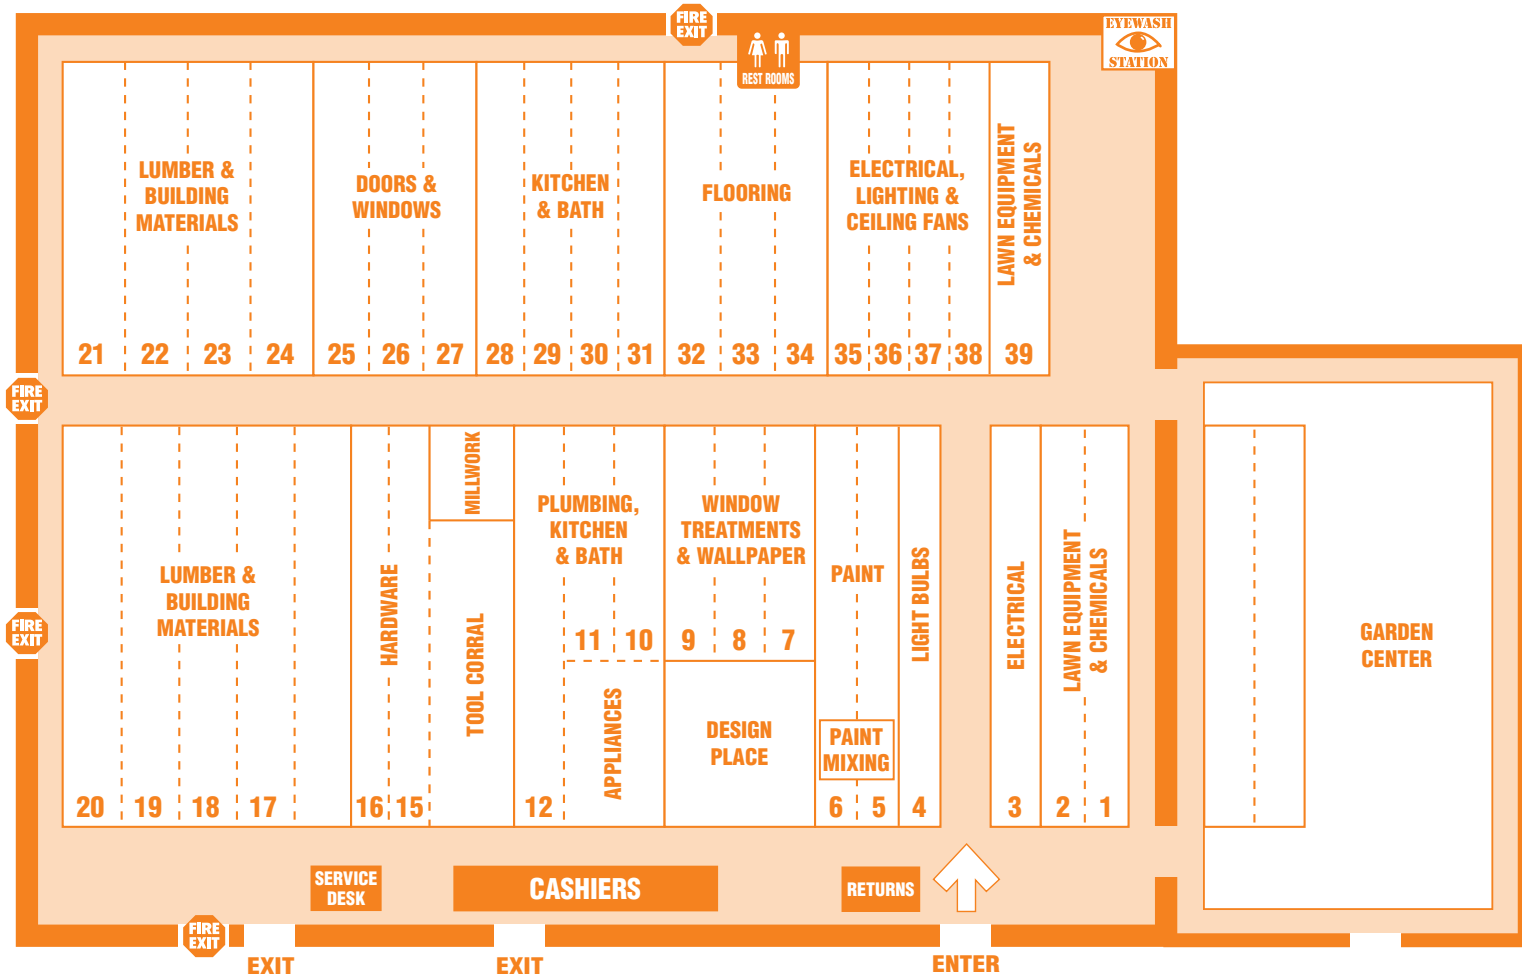 FIRE
EXIT
EYEWASH
STATION
REST ROOMS
LUMBER &
BUILDING
MATERIALS
DOORS &
WINDOWS
KITCHEN
& BATH
FLOORING
ELECTRICAL,
LIGHTING &
CEILING FANS
LAWN EQUIPMENT
& CHEMICALS
21 22 23 24 25 26 27 28 29 30 31 32 33 34 35 36 37 38 39
FIRE
EXIT
LUMBER &
BUILDING
MATERIALS
HARDWARE
MILLWORK
TOOL CORRAL
PLUMBING,
KITCHEN
& BATH
11 10
APPLIANCES
WINDOW
TREATMENTS
& WALLPAPER
9 8 7
DESIGN
PLACE
PAINT
PAINT
MIXING
LIGHT BULBS
ELECTRICAL
LAWN EQUIPMENT
& CHEMICALS
GARDEN
CENTER
FIRE
EXIT
20 19 18 17 16 15 12 6 5 4 3 2 1
SERVICE
DESK
CASHIERS
RETURNS
FIRE
EXIT
EXIT
EXIT
ENTER